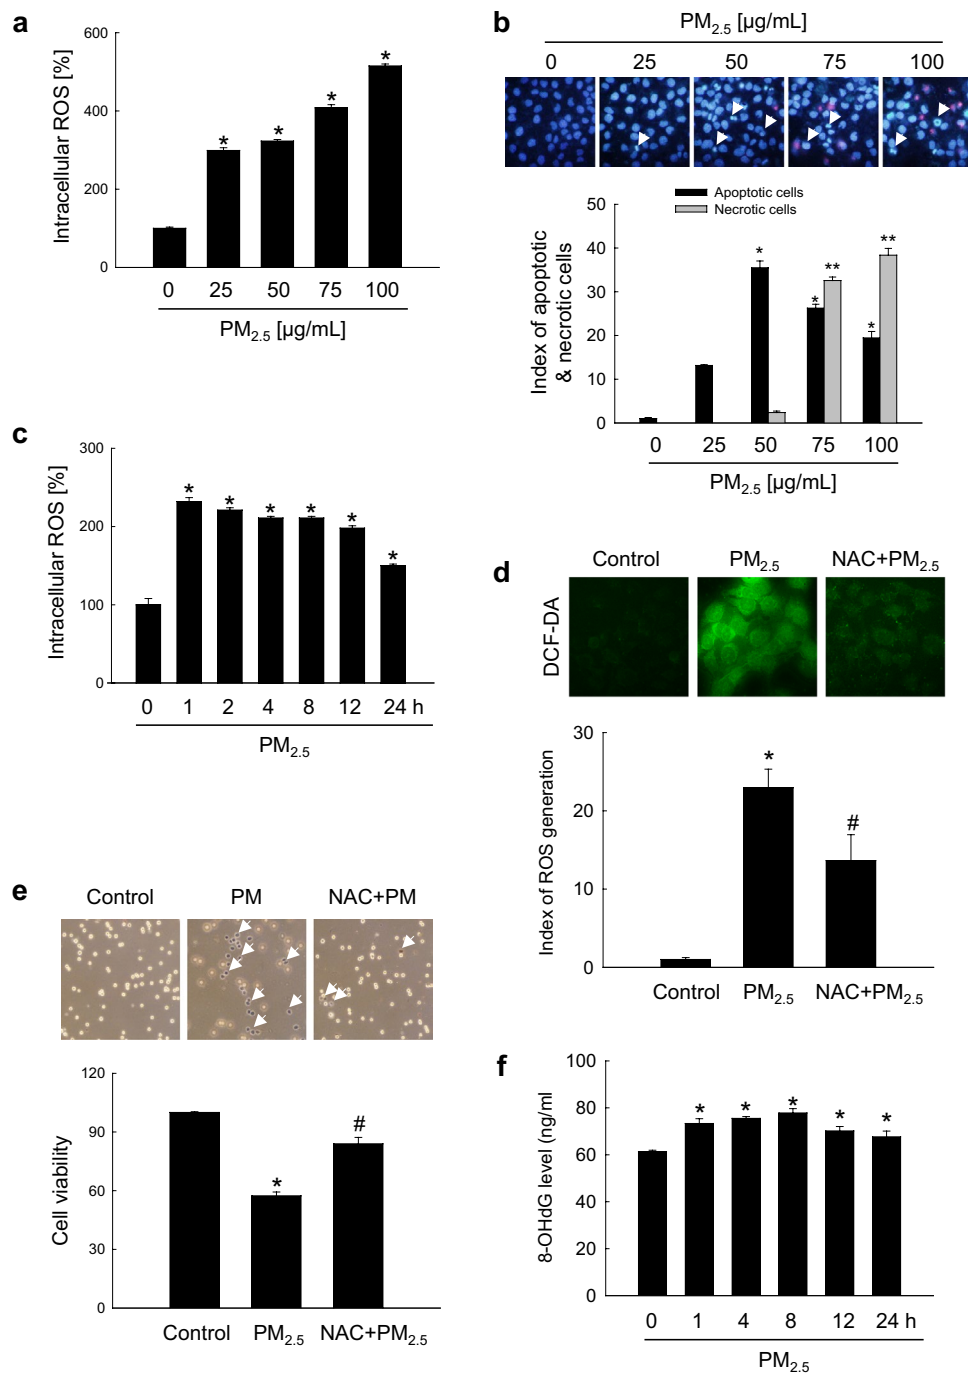 a
Intracellular ROS [%]
600
400
200
0
* * * *
0 25 50 75 100
PM2.5 [µg/mL]
b
PM2.5 [µg/mL]
0 25 50 75 100
Apoptotic cells
Necrotic cells
Index of apoptotic
& necrotic cells
50
40
30
20
10
0
* * ** * **
0 25 50 75 100
PM2.5 [µg/mL]
c
Intracellular ROS [%]
300
200
100
0
* * * * * *
0 1 2 4 8 12 24 h
PM2.5
d
Control PM2.5 NAC+PM2.5
DCF-DA
Index of ROS generation
30
20
10
0
* #
Control PM2.5 NAC+PM2.5
e
Control PM NAC+PM
Cell viability
120
90
60
30
0
* #
Control PM2.5 NAC+PM2.5
f
8-OHdG level (ng/ml)
100
80
60
40
20
0
* * * * *
0 1 4 8 12 24 h
PM2.5